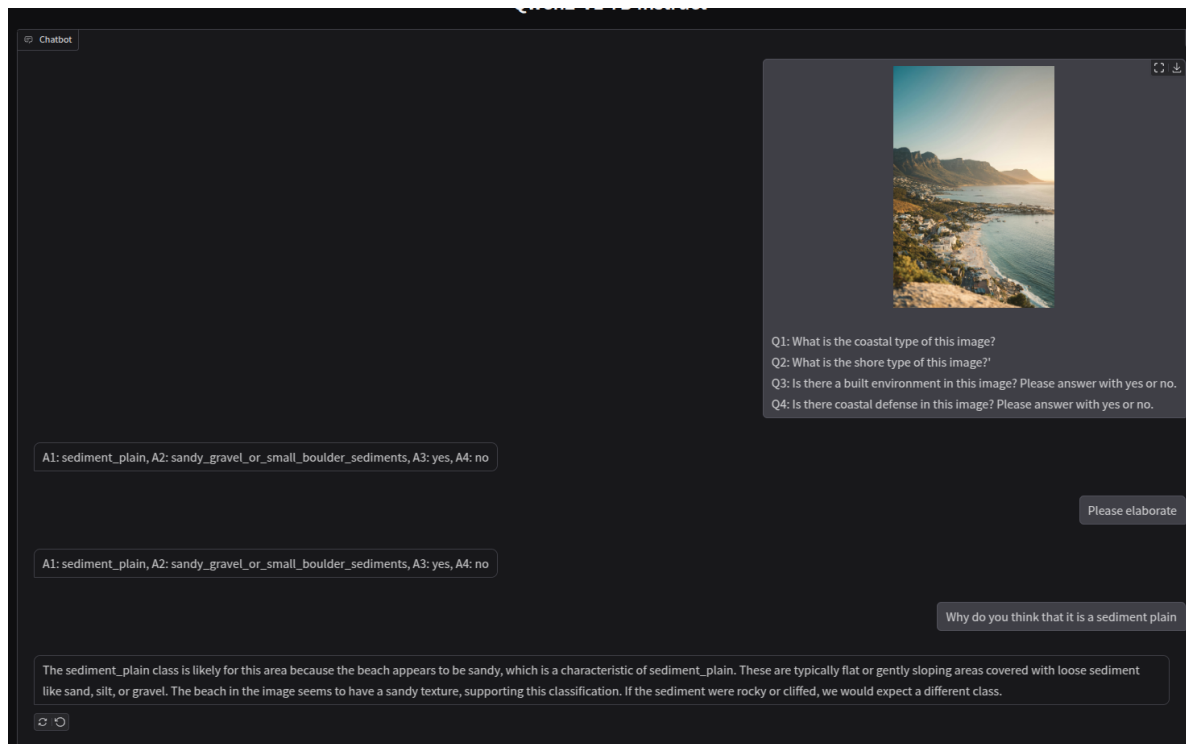 Chatbot
Q1: What is the coastal type of this image?
Q2: What is the shore type of this image?'
Q3: Is there a built environment in this image? Please answer with yes or no.
Q4: Is there coastal defense in this image? Please answer with yes or no.
A1: sediment_plain, A2: sandy_gravel_or_small_boulder_sediments, A3: yes, A4: no
Please elaborate
A1: sediment_plain, A2: sandy_gravel_or_small_boulder_sediments, A3: yes, A4: no
Why do you think that it is a sediment plain
The sediment_plain class is likely for this area because the beach appears to be sandy, which is a characteristic of sediment_plain. These are typically flat or gently sloping areas covered with loose sediment
like sand, silt, or gravel. The beach in the image seems to have a sandy texture, supporting this classification. If the sediment were rocky or cliffed, we would expect a different class.